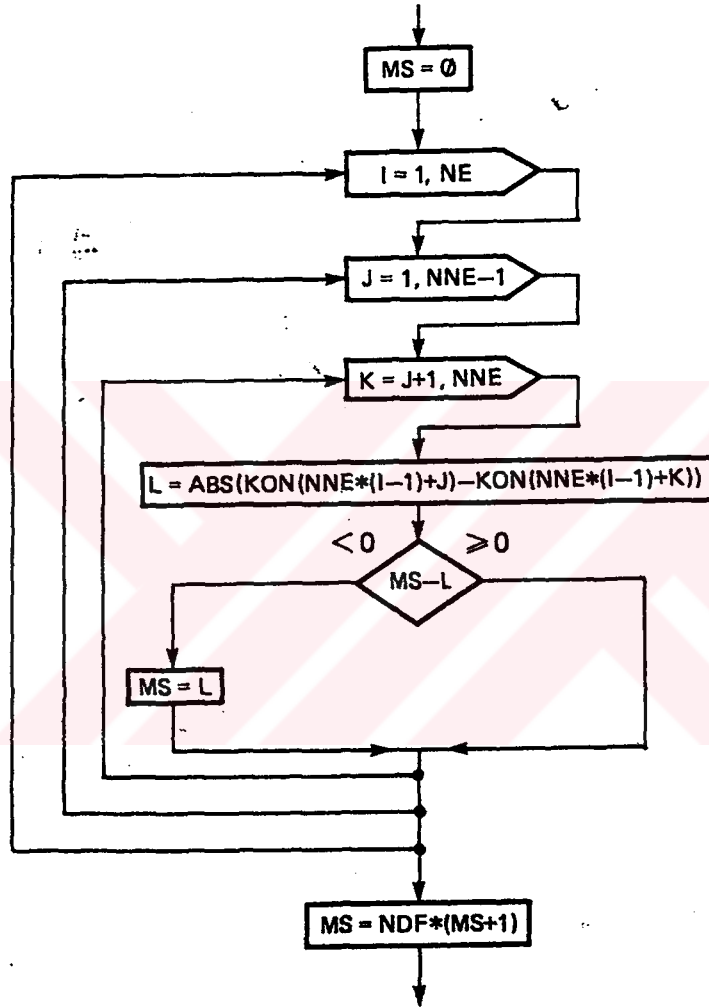 MS = Ø
I = 1, NE
J = 1, NNE–1
K = J+1, NNE
L = ABS(KON(NNE*(I–1)+J)–KON(NNE*(I–1)+K))
<0 ⩾0
MS–L
MS = L
MS = NDF*(MS+1)